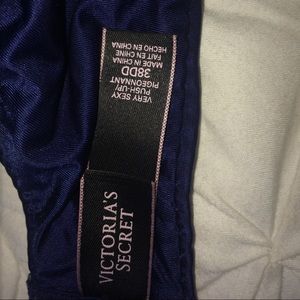 VERY SEXY
PUSH-UP/
PIGEONNANT
38DD
MADE IN CHINA
FAIT EN CHINE
HECHO EN CHINA
VICTORIA'S
SECRET